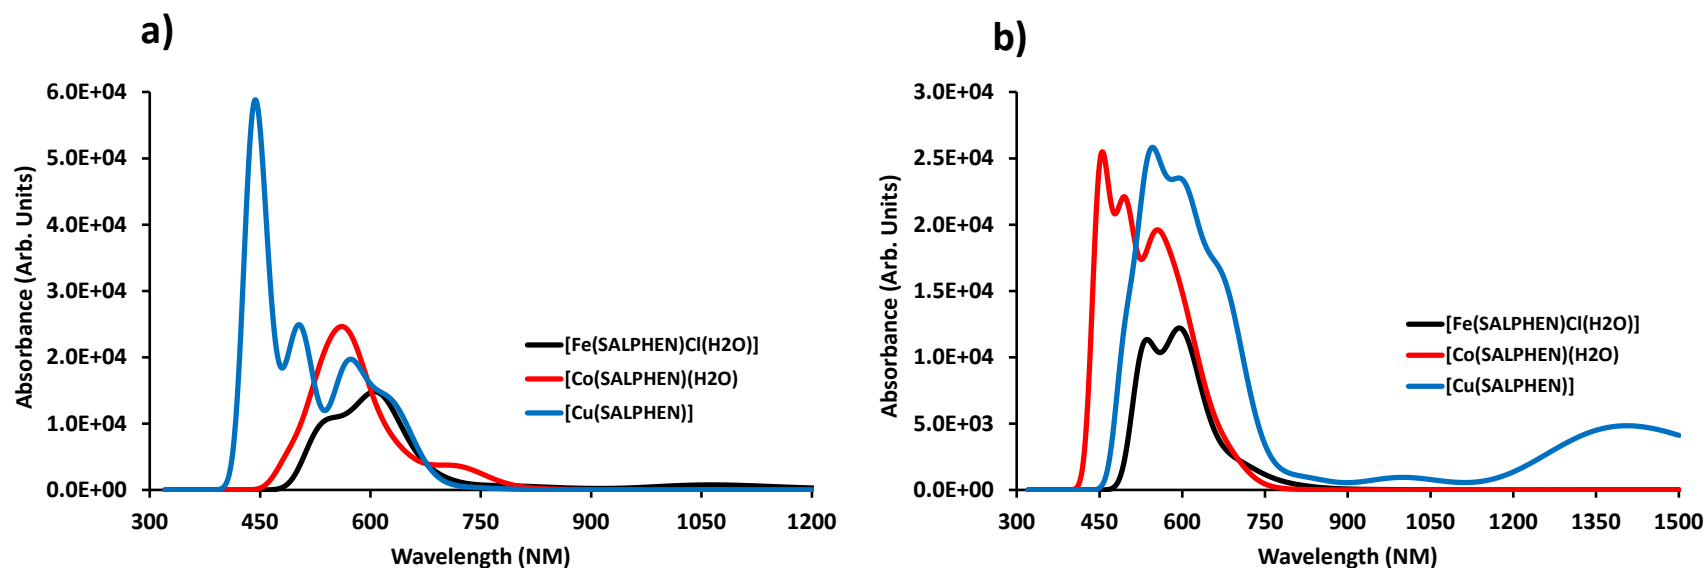 a)
6.0E+04
5.0E+04
4.0E+04
3.0E+04
2.0E+04
1.0E+04
0.0E+00
Absorbance (Arb. Units)
300 450 600 750 900 1050 1200
Wavelength (NM)
[Fe(SALPHEN)Cl(H2O)]
[Co(SALPHEN)(H2O)
[Cu(SALPHEN)]
b)
3.0E+04
2.5E+04
2.0E+04
1.5E+04
1.0E+04
5.0E+03
0.0E+00
Absorbance (Arb. Units)
300 450 600 750 900 1050 1200 1350 1500
Wavelength (NM)
[Fe(SALPHEN)Cl(H2O)]
[Co(SALPHEN)(H2O)
[Cu(SALPHEN)]